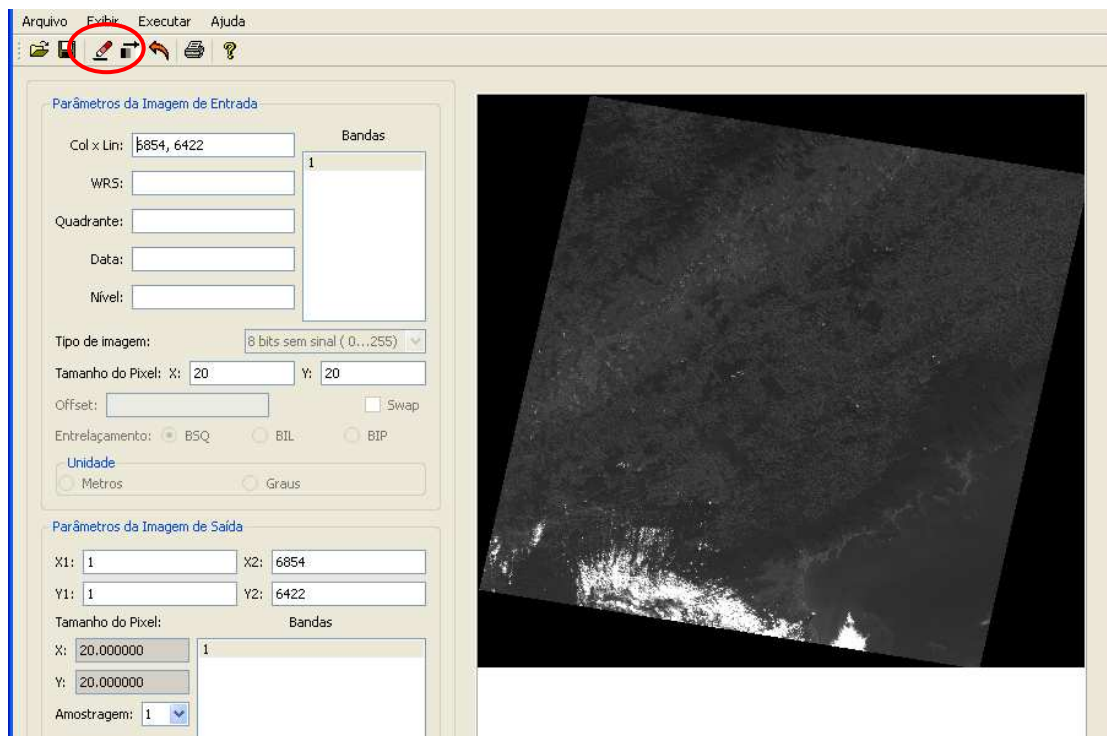 Arquivo Exibir Executar Ajuda
Parâmetros da Imagem de Entrada
Col x Lin: 6854, 6422
Bandas
1
WRS:
Quadrante:
Data:
Nível:
Tipo de imagem: 8 bits sem sinal ( 0...255)
Tamanho do Pixel: X: 20 Y: 20
Offset: Swap
Entrelaçamento: BSQ BIL BIP
Unidade
Metros Graus
Parâmetros da Imagem de Saída
X1: 1 X2: 6854
Y1: 1 Y2: 6422
Tamanho do Pixel: Bandas
X: 20.000000 1
Y: 20.000000
Amostragem: 1